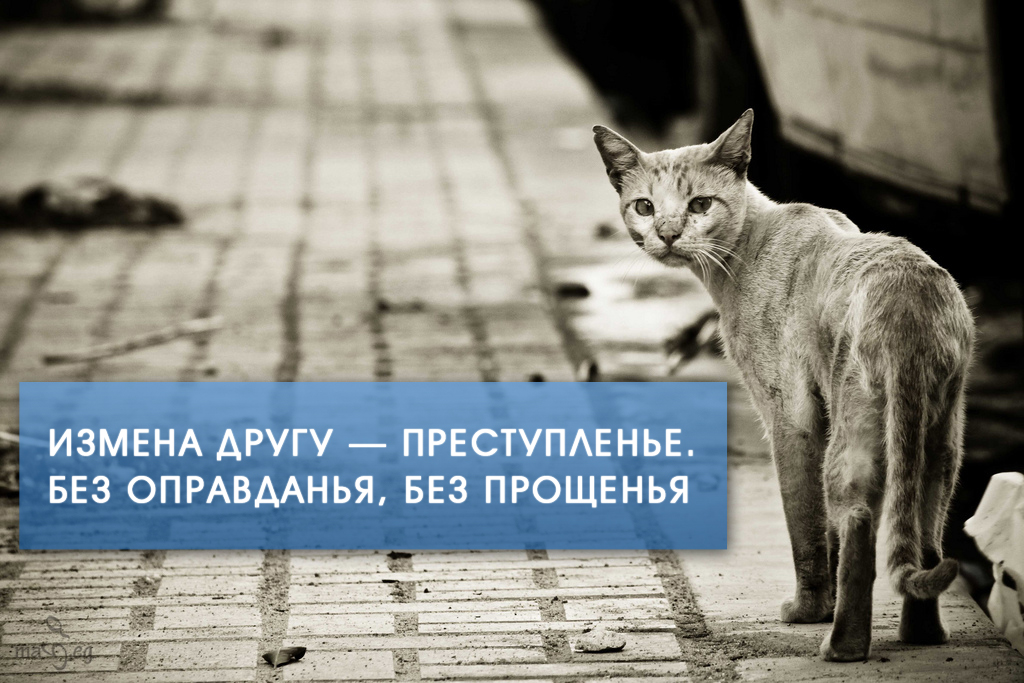 ИЗМЕНА ДРУГУ — ПРЕСТУПЛЕНЬЕ.
БЕЗ ОПРАВДАНЬЯ, БЕЗ ПРОЩЕНЬЯ